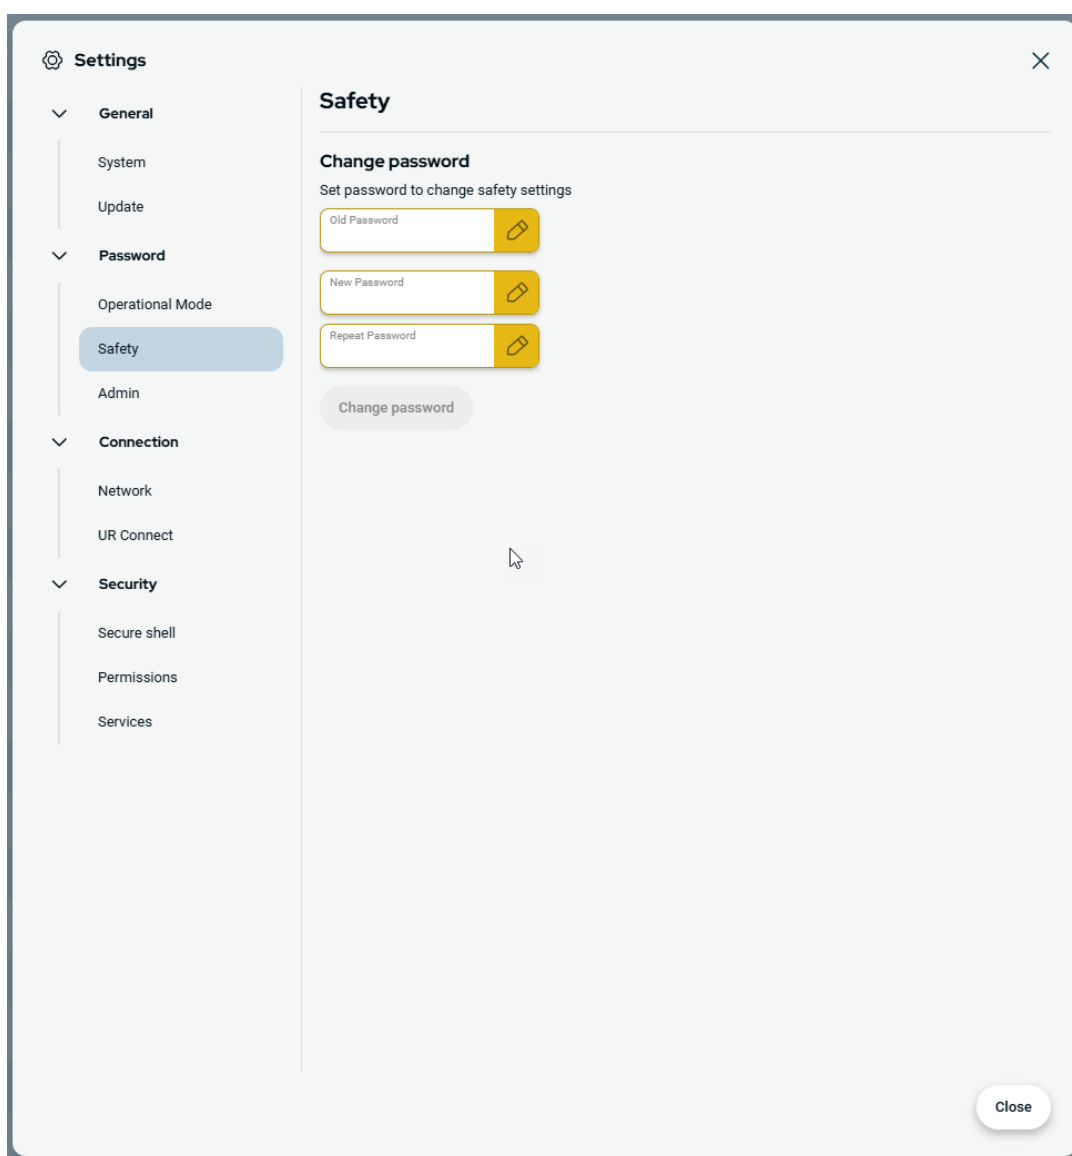 Settings
General
System
Update
Password
Operational Mode
Safety
Admin
Connection
Network
UR Connect
Security
Secure shell
Permissions
Services
Safety
Change password
Set password to change safety settings
Old Password
New Password
Repeat Password
Change password
Close